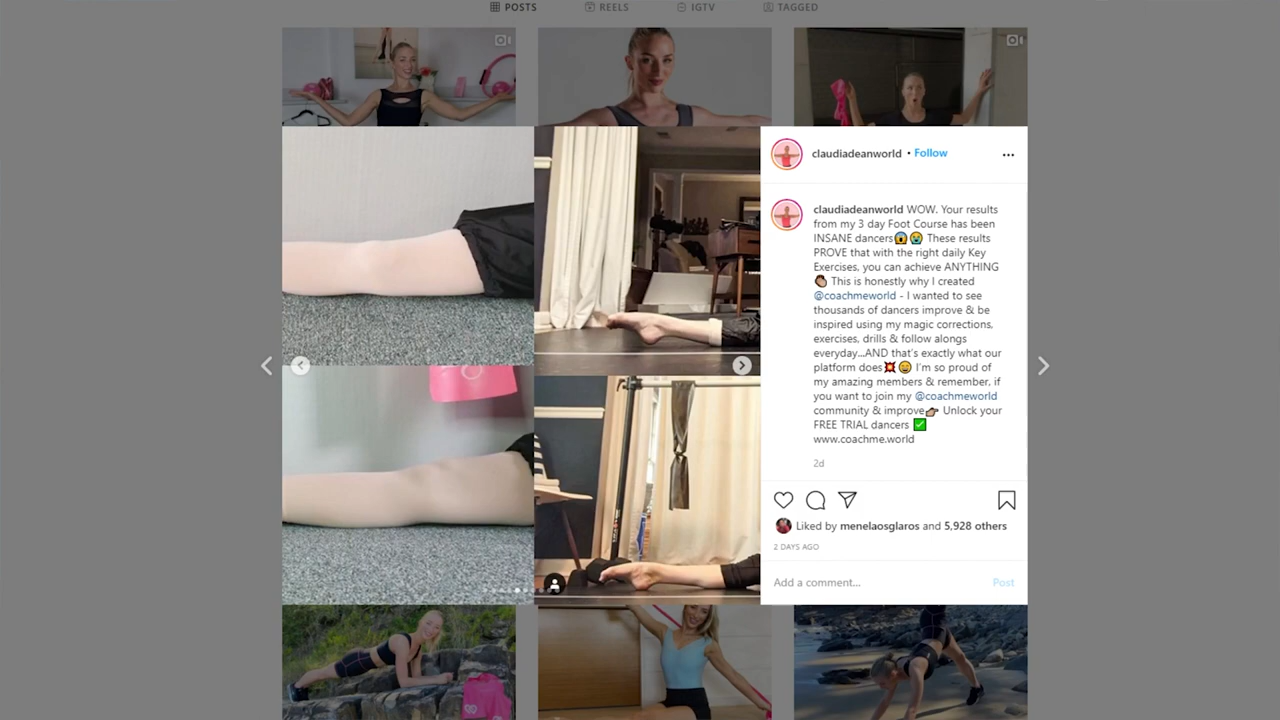 POSTS
REELS
IGTV
TAGGED
claudiadeanworld • Follow
claudiadeanworld WOW. Your results
from my 3 day Foot Course has been
INSANE dancers😱😭 These results
PROVE that with the right daily Key
Exercises, you can achieve ANYTHING
👏🏼 This is honestly why I created
@coachmeworld - I wanted to see
thousands of dancers improve & be
inspired using my magic corrections,
exercises, drills & follow alongs
everyday...AND that's exactly what our
platform does💥😄 I'm so proud of
my amazing members & remember, if
you want to join my @coachmeworld
community & improve👉🏼 Unlock your
FREE TRIAL dancers ✅
www.coachme.world
2d
Liked by menelaosglaros and 5,928 others
2 DAYS AGO
Add a comment...
Post